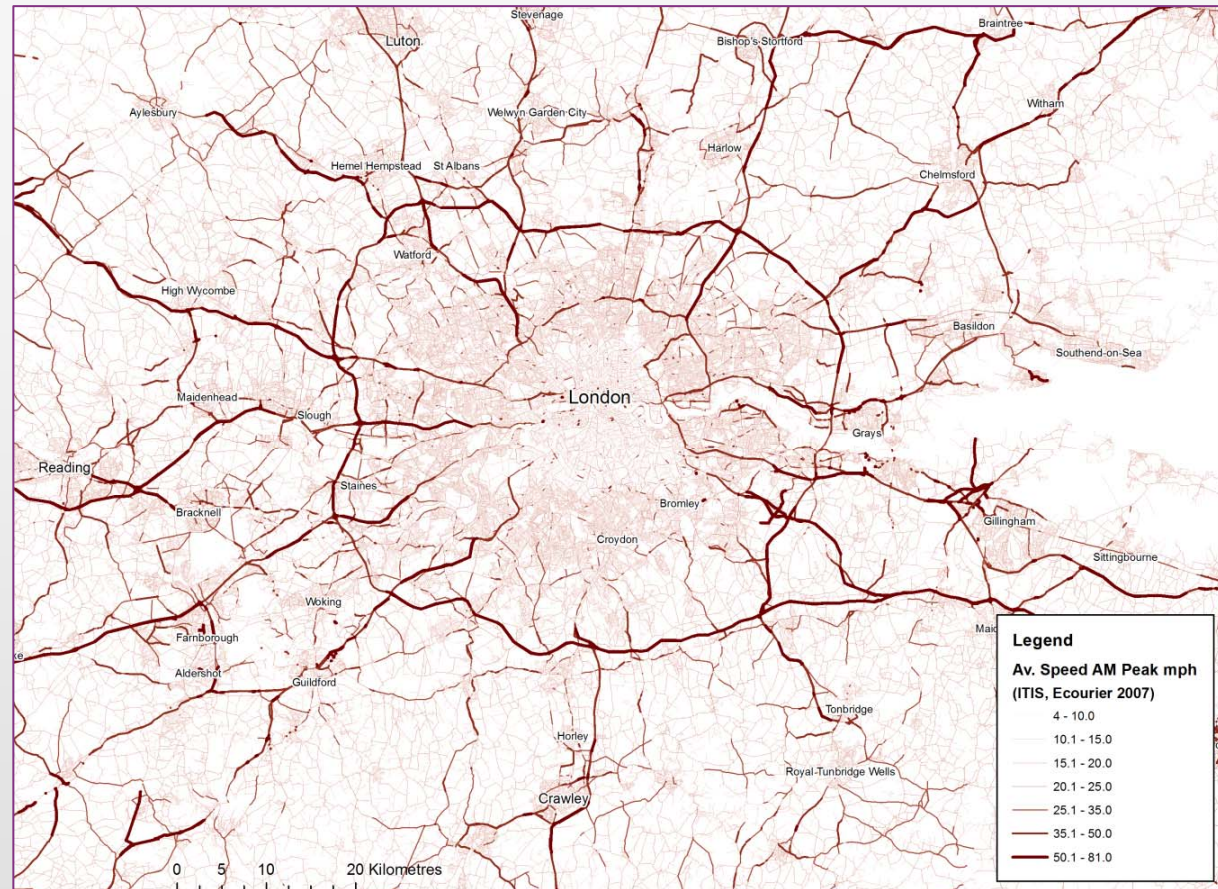 Stevenage
Braintree
Luton
Bishop's Stortford
Witham
Aylesbury
Welwyn Garden City
Harlow
Hemel Hempstead
St Albans
Chelmsford
Watford
High Wycombe
Basildon
Southend-on-Sea
London
Maidenhead
Slough
Grays
Reading
Staines
Bracknell
Bromley
Gillingham
Croydon
Sittingbourne
Woking
Farnborough
Maid
ke
Aldershot
Guildford
Tonbridge
Horley
Royal Tunbridge Wells
Crawley
0 5 10 20 Kilometres
Legend
Av. Speed AM Peak mph
(ITIS, Ecourier 2007)
4 - 10.0
10.1 - 15.0
15.1 - 20.0
20.1 - 25.0
25.1 - 35.0
35.1 - 50.0
50.1 - 81.0